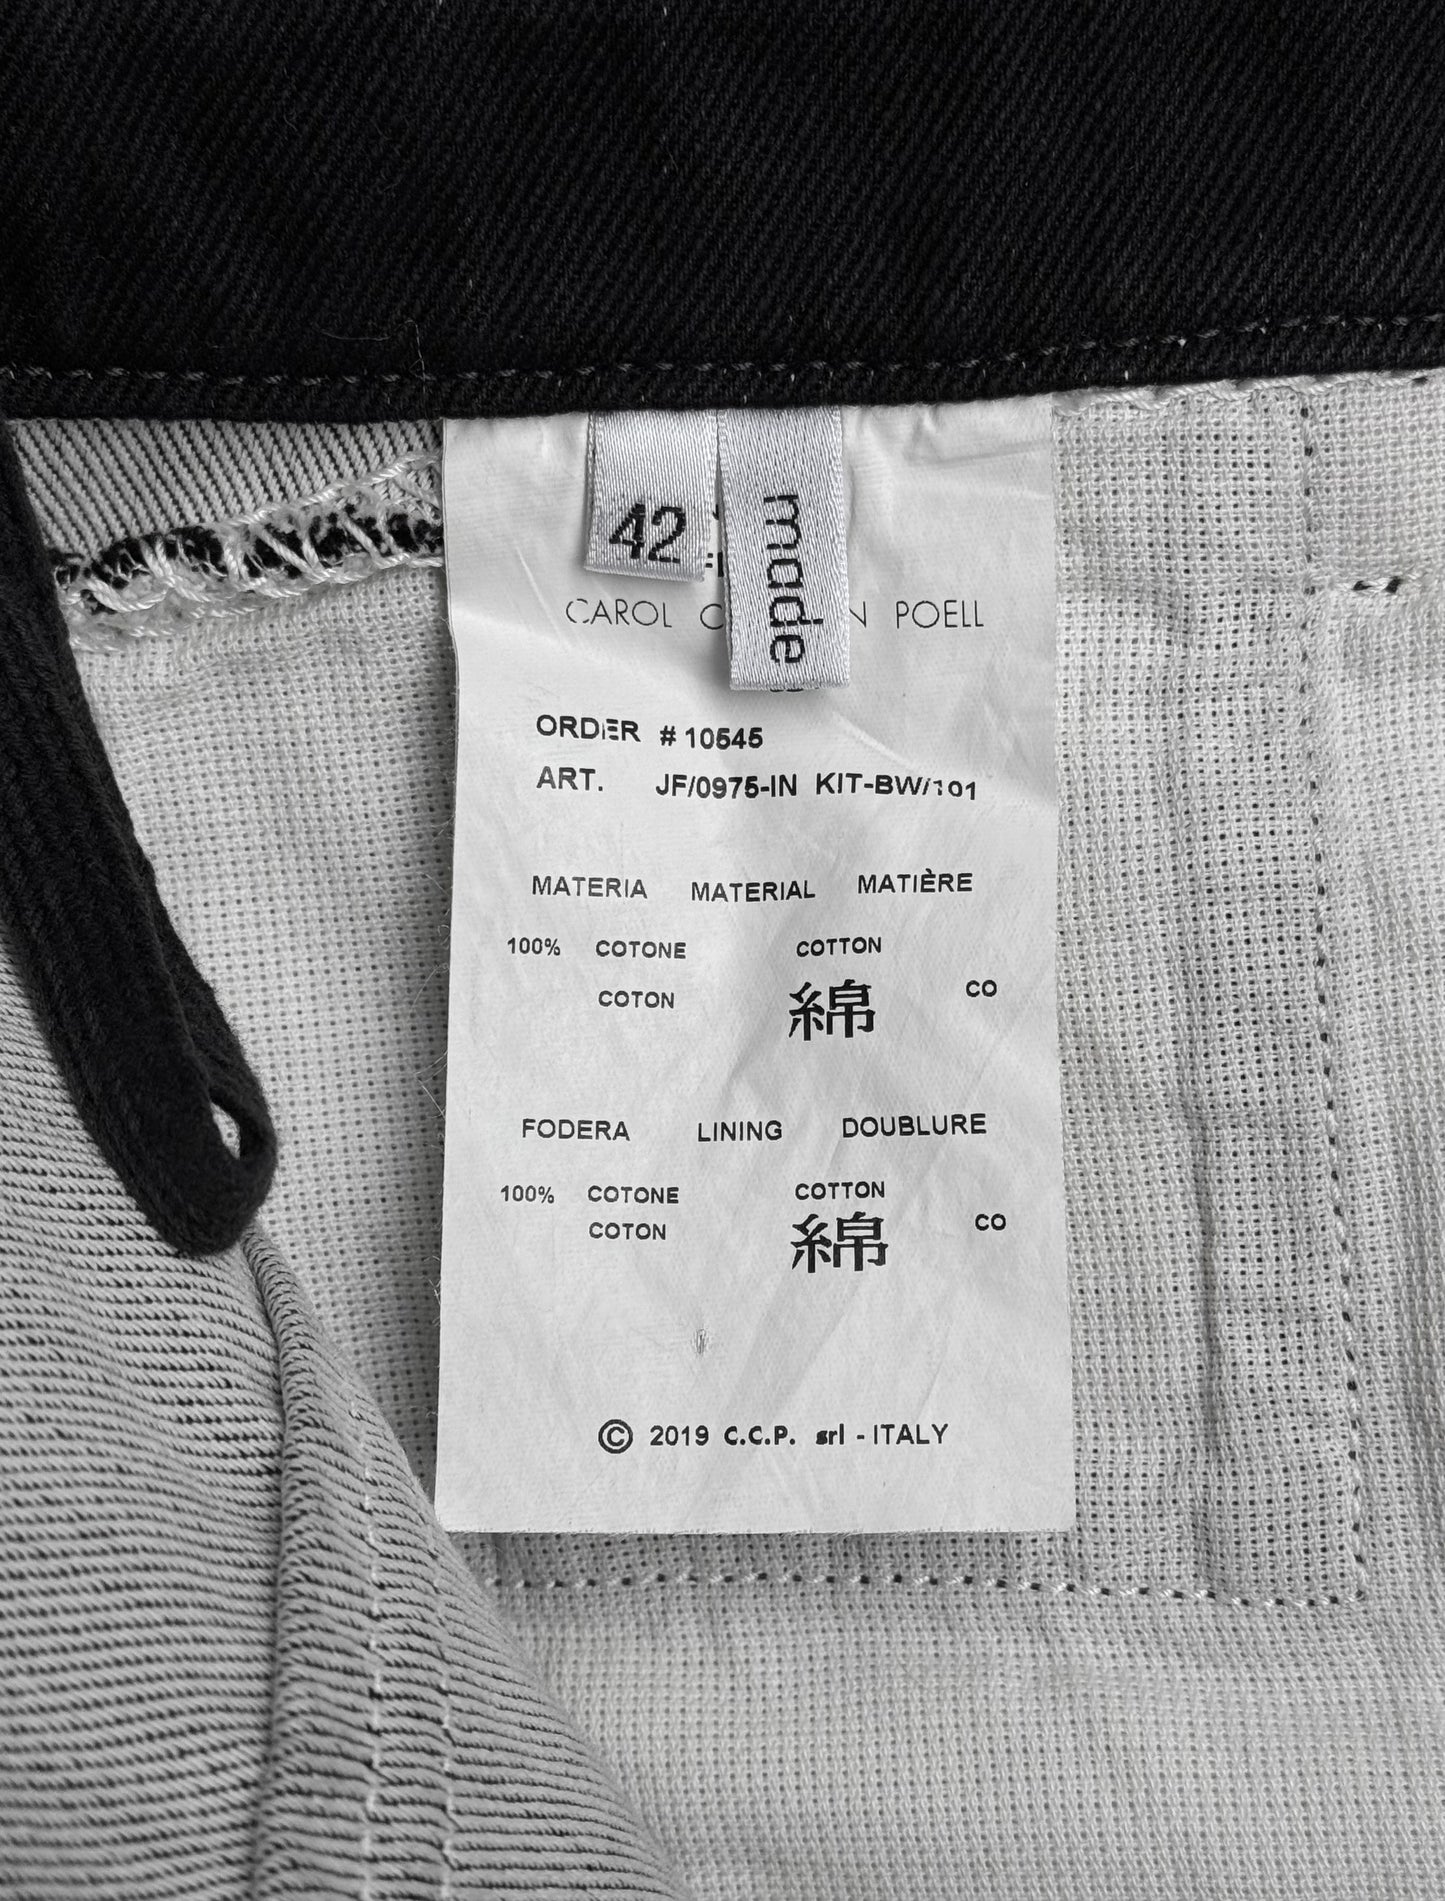 42
made
CAROL POELL
ORDER # 10545
ART. JF/0975-IN KIT-BW/101
MATERIA MATERIAL MATIÈRE
100% COTONE COTTON
COTON 綿 CO
FODERA LINING DOUBLURE
100% COTONE COTTON
COTON 綿 CO
© 2019 C.C.P. srl - ITALY